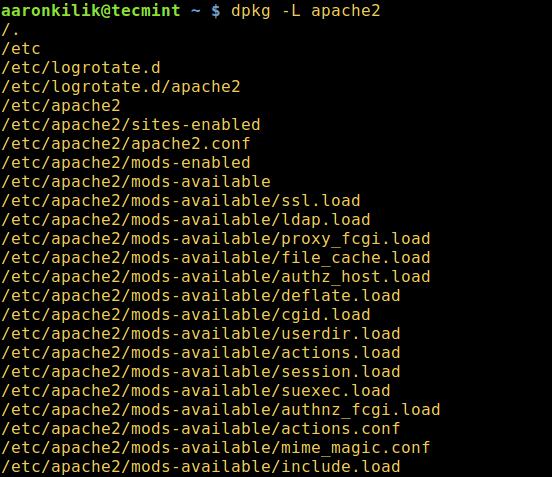 aaronkilik@tecmint ~ $ dpkg -L apache2
/.
/etc
/etc/logrotate.d
/etc/logrotate.d/apache2
/etc/apache2
/etc/apache2/sites-enabled
/etc/apache2/apache2.conf
/etc/apache2/mods-enabled
/etc/apache2/mods-available
/etc/apache2/mods-available/ssl.load
/etc/apache2/mods-available/ldap.load
/etc/apache2/mods-available/proxy_fcgi.load
/etc/apache2/mods-available/file_cache.load
/etc/apache2/mods-available/authz_host.load
/etc/apache2/mods-available/deflate.load
/etc/apache2/mods-available/cgid.load
/etc/apache2/mods-available/userdir.load
/etc/apache2/mods-available/actions.load
/etc/apache2/mods-available/session.load
/etc/apache2/mods-available/suexec.load
/etc/apache2/mods-available/authnz_fcgi.load
/etc/apache2/mods-available/actions.conf
/etc/apache2/mods-available/mime_magic.conf
/etc/apache2/mods-available/include.load